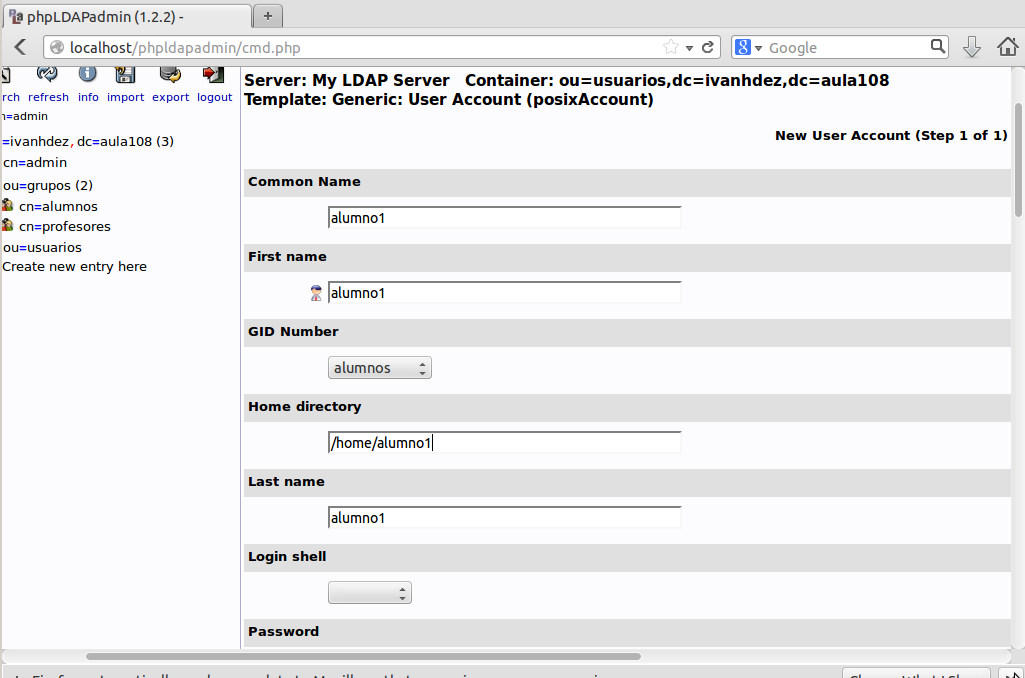 phpLDAPadmin (1.2.2) -
localhost/phpldapadmin/cmd.php
Google
rch refresh info import export logout
n=admin
=ivanhdez,dc=aula108 (3)
cn=admin
ou=grupos (2)
cn=alumnos
cn=profesores
ou=usuarios
Create new entry here
Server: My LDAP Server Container: ou=usuarios,dc=ivanhdez,dc=aula108
Template: Generic: User Account (posixAccount)
New User Account (Step 1 of 1)
Common Name
alumno1
First name
alumno1
GID Number
alumnos
Home directory
/home/alumno1
Last name
alumno1
Login shell
Password